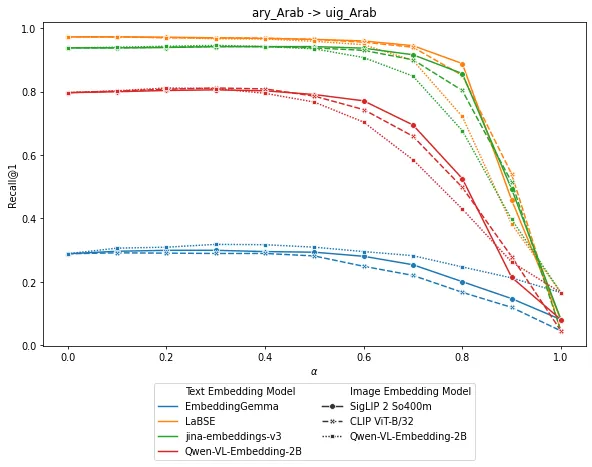 ary_Arab -> uig_Arab
1.0
0.8
0.6
0.4
0.2
0.0
Recall@1
0.0 0.2 0.4 0.6 0.8 1.0
α
Text Embedding Model
EmbeddingGemma
LaBSE
jina-embeddings-v3
Qwen-VL-Embedding-2B
Image Embedding Model
SigLIP 2 So400m
CLIP ViT-B/32
Qwen-VL-Embedding-2B